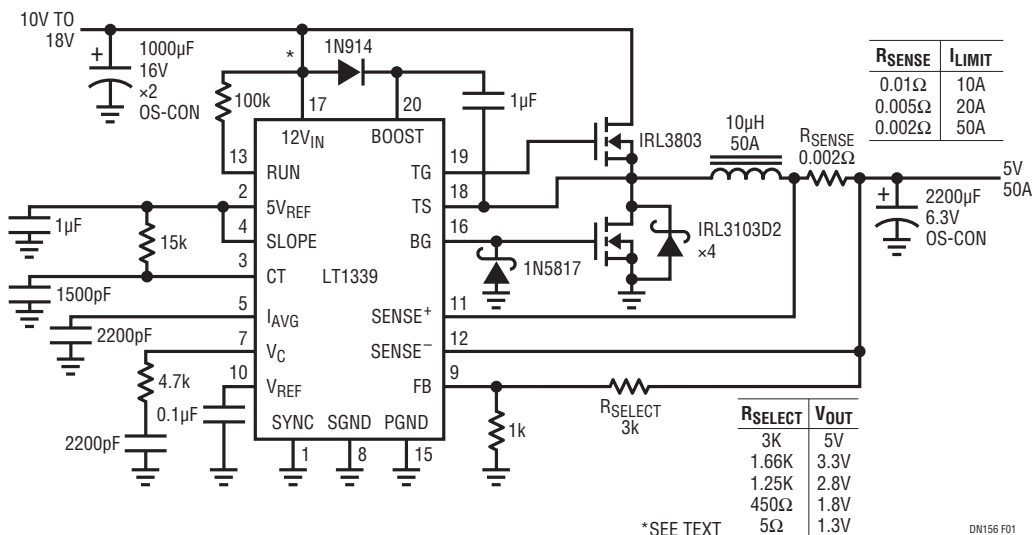 10V TO
18V
+
1000µF
16V
×2
OS-CON
*
1N914
100k
17
20
1µF
12VIN
BOOST
13
RUN
2
5VREF
4
SLOPE
1µF
15k
3
CT
1500pF
LT1339
5
IAVG
2200pF
7
VC
4.7k
10
VREF
0.1µF
2200pF
SYNC
SGND
PGND
1
8
15
TG
19
TS
18
BG
16
SENSE+
11
SENSE–
12
FB
9
IRL3803
1N5817
IRL3103D2
×4
10µH
50A
RSENSE
0.002Ω
RSENSE ILIMIT
0.01Ω 10A
0.005Ω 20A
0.002Ω 50A
5V
50A
+
2200µF
6.3V
OS-CON
1k
RSELECT
3k
RSELECT VOUT
3K 5V
1.66K 3.3V
1.25K 2.8V
450Ω 1.8V
5Ω 1.3V
*SEE TEXT
DN156 F01